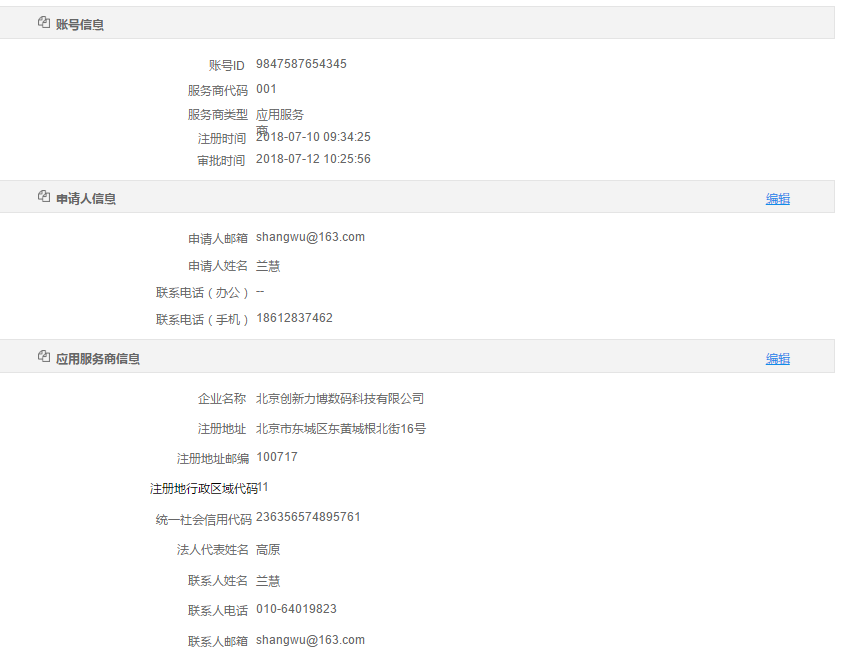 账号信息
账号ID 9847587654345
服务商代码 001
服务商类型 应用服务
商
注册时间 2018-07-10 09:34:25
审批时间 2018-07-12 10:25:56
申请人信息 编辑
申请人邮箱 shangwu@163.com
申请人姓名 兰慧
联系电话（办公） --
联系电话（手机） 18612837462
应用服务商信息 编辑
企业名称 北京创新力博数码科技有限公司
注册地址 北京市东城区东黄城根北街16号
注册地址邮编 100717
注册地行政区域代码11
统一社会信用代码 236356574895761
法人代表姓名 高原
联系人姓名 兰慧
联系人电话 010-64019823
联系人邮箱 shangwu@163.com